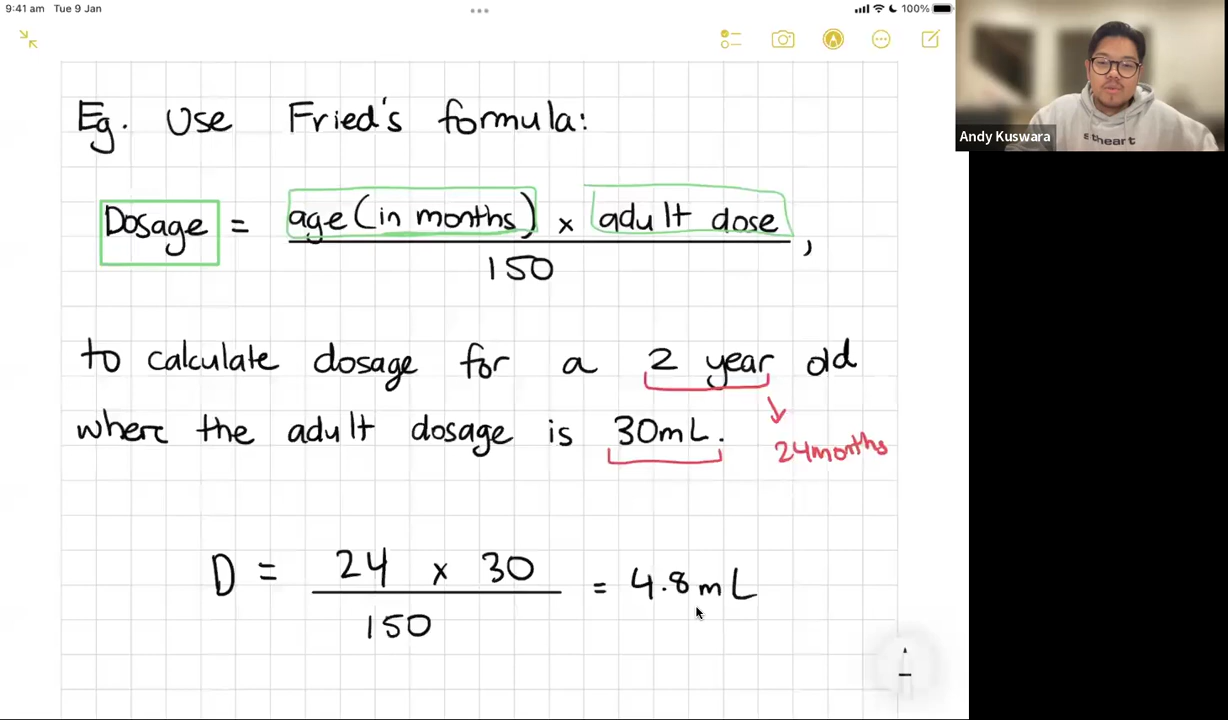 9:41 am Tue 9 Jan
100%
Eg. Use Fried's formula:
Dosage = age (in months) x adult dose ,
150
to calculate dosage for a 2 year old
where the adult dosage is 30mL.
24months
D = 24 x 30 = 4.8mL
150
Andy Kuswara
theart